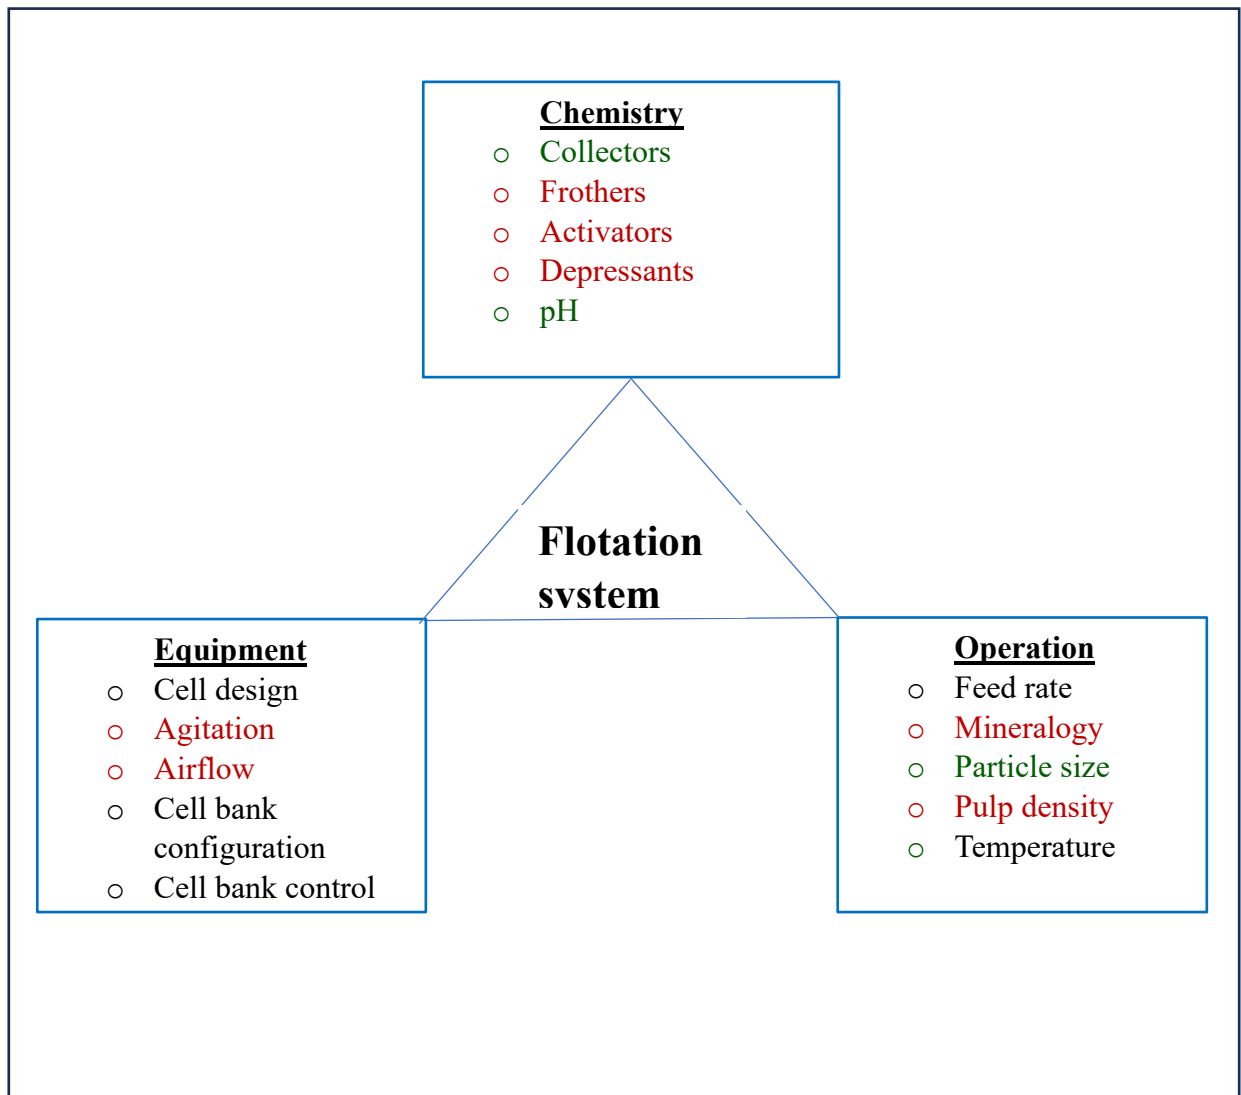 Chemistry
o Collectors
o Frothers
o Activators
o Depressants
o pH
Flotation
system
Equipment
o Cell design
o Agitation
o Airflow
o Cell bank
configuration
o Cell bank control
Operation
o Feed rate
o Mineralogy
o Particle size
o Pulp density
o Temperature